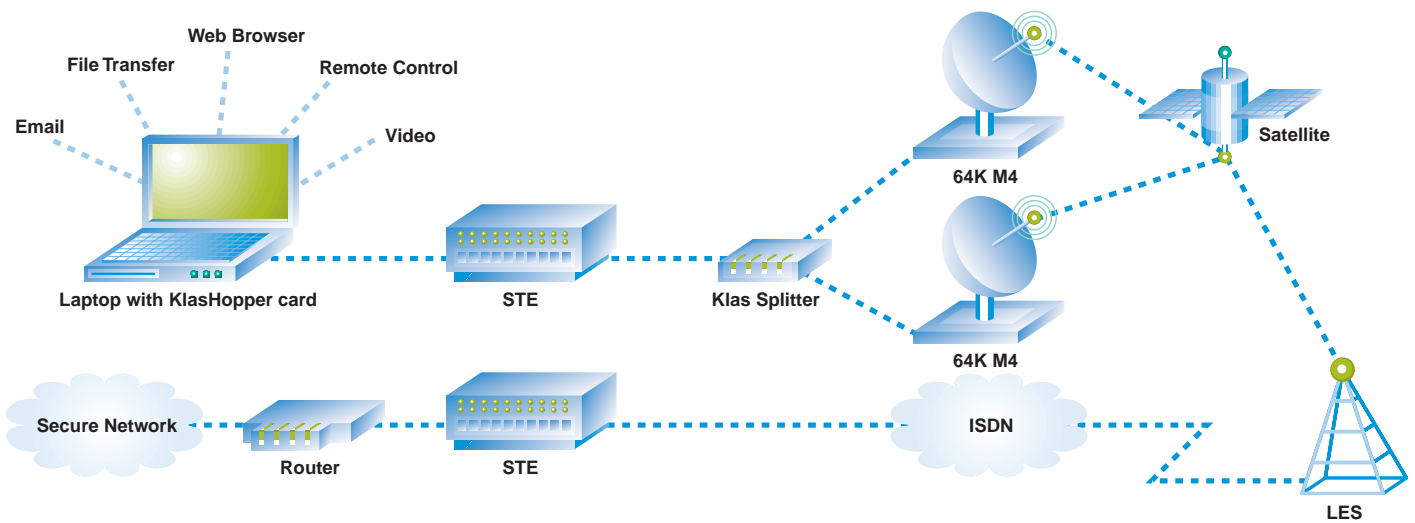 Web Browser
File Transfer
Remote Control
Email
Video
Satellite
64K M4
Laptop with KlasHopper card
STE
Klas Splitter
64K M4
Secure Network
ISDN
Router
STE
LES